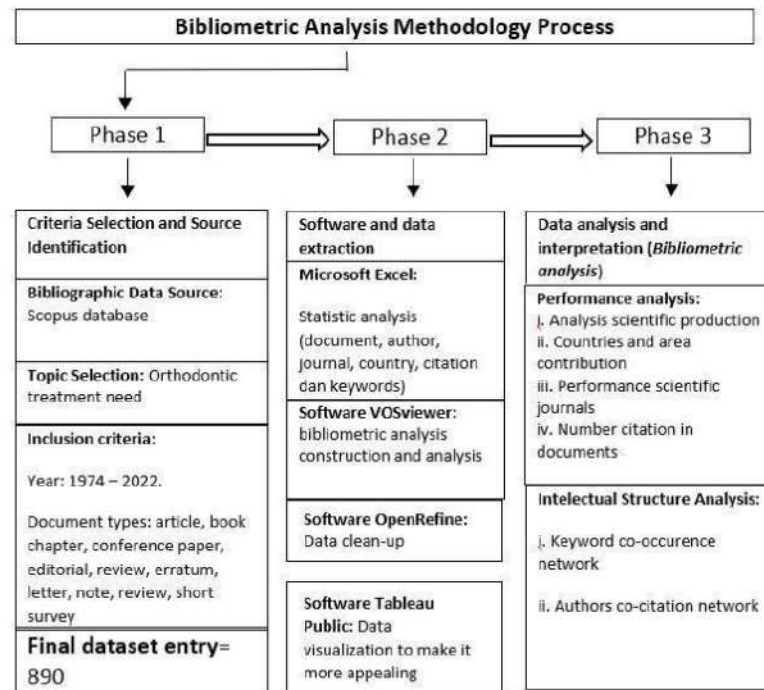 Bibliometric Analysis Methodology Process
Phase 1
Phase 2
Phase 3
Criteria Selection and Source
Identification
Bibliographic Data Source:
Scopus database
Topic Selection: Orthodontic
treatment need
Inclusion criteria:
Year: 1974 – 2022.
Document types: article, book
chapter, conference paper,
editorial, review, erratum,
letter, note, review, short
survey
Final dataset entry=
890
Software and data
extraction
Microsoft Excel:
Statistic analysis
(document, author,
journal, country, citation
dan keywords)
Software VOSviewer:
bibliometric analysis
construction and analysis
Software OpenRefine:
Data clean-up
Software Tableau
Public: Data
visualization to make it
more appealing
Data analysis and
interpretation (Bibliometric
analysis)
Performance analysis:
i. Analysis scientific production
ii. Countries and area
contribution
iii. Performance scientific
journals
iv. Number citation in
documents
Intelectual Structure Analysis:
i. Keyword co-occurence
network
ii. Authors co-citation network